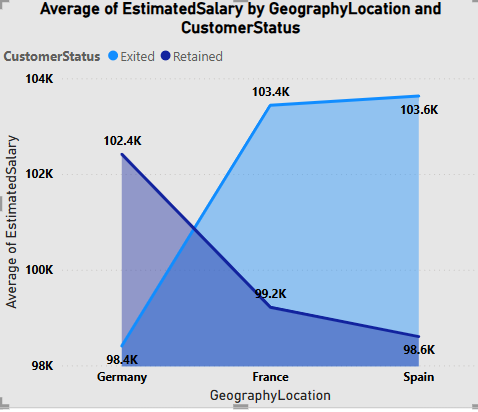 Average of EstimatedSalary by GeographyLocation and
CustomerStatus
CustomerStatus Exited Retained
104K
103.4K
103.6K
102.4K
102K
Average of EstimatedSalary
100K
99.2K
98.6K
98.4K
98K
Germany France Spain
GeographyLocation